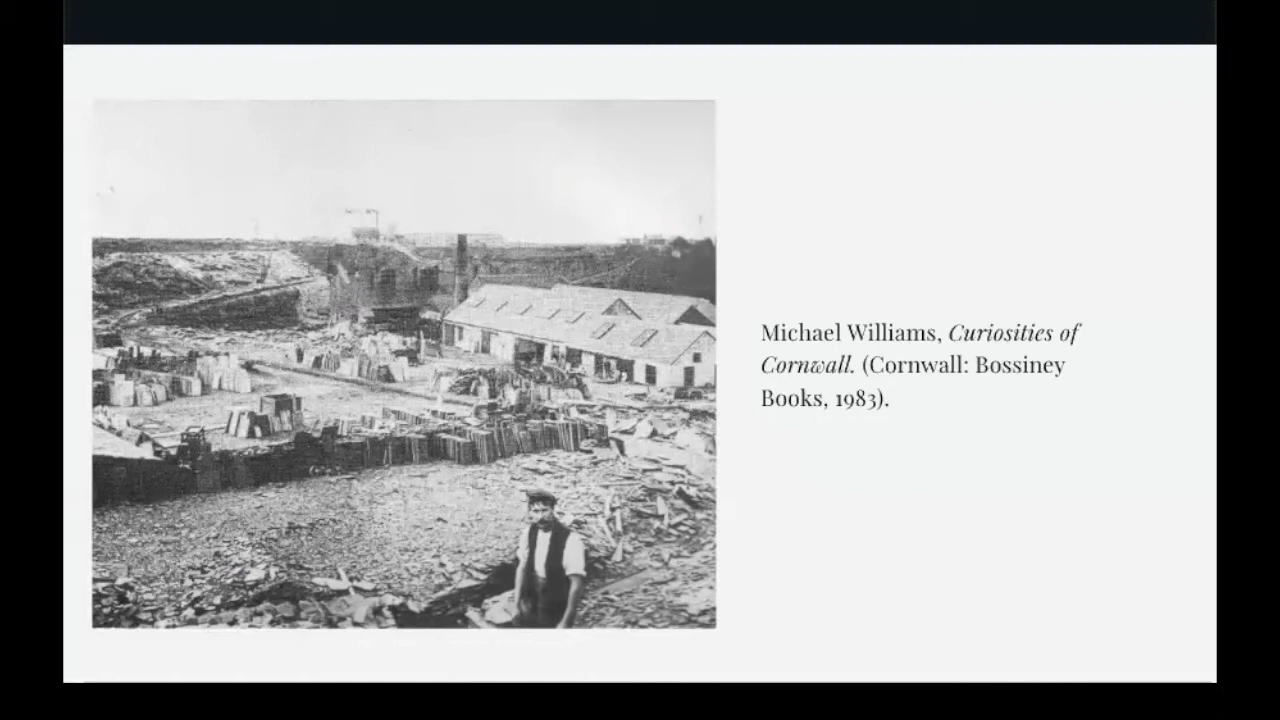 Michael Williams, Curiosities of
Cornwall. (Cornwall: Bossiney
Books, 1983).